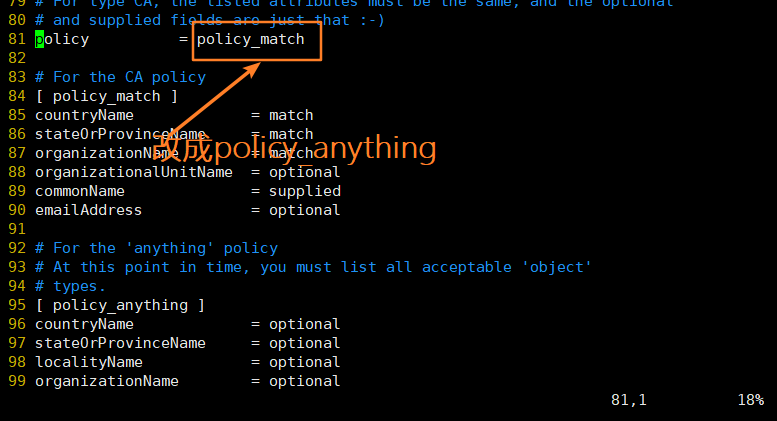 79 # For type CA, the listed attributes must be the same, and the optional
80 # and supplied fields are just that :-)
81 policy          = policy_match
82
83 # For the CA policy
84 [ policy_match ]
85 countryName             = match
86 stateOrProvinceName     = match
87 organizationName        = match
改成policy_anything
88 organizationalUnitName  = optional
89 commonName              = supplied
90 emailAddress            = optional
91
92 # For the 'anything' policy
93 # At this point in time, you must list all acceptable 'object'
94 # types.
95 [ policy_anything ]
96 countryName             = optional
97 stateOrProvinceName     = optional
98 localityName            = optional
99 organizationName        = optional
81,1          18%